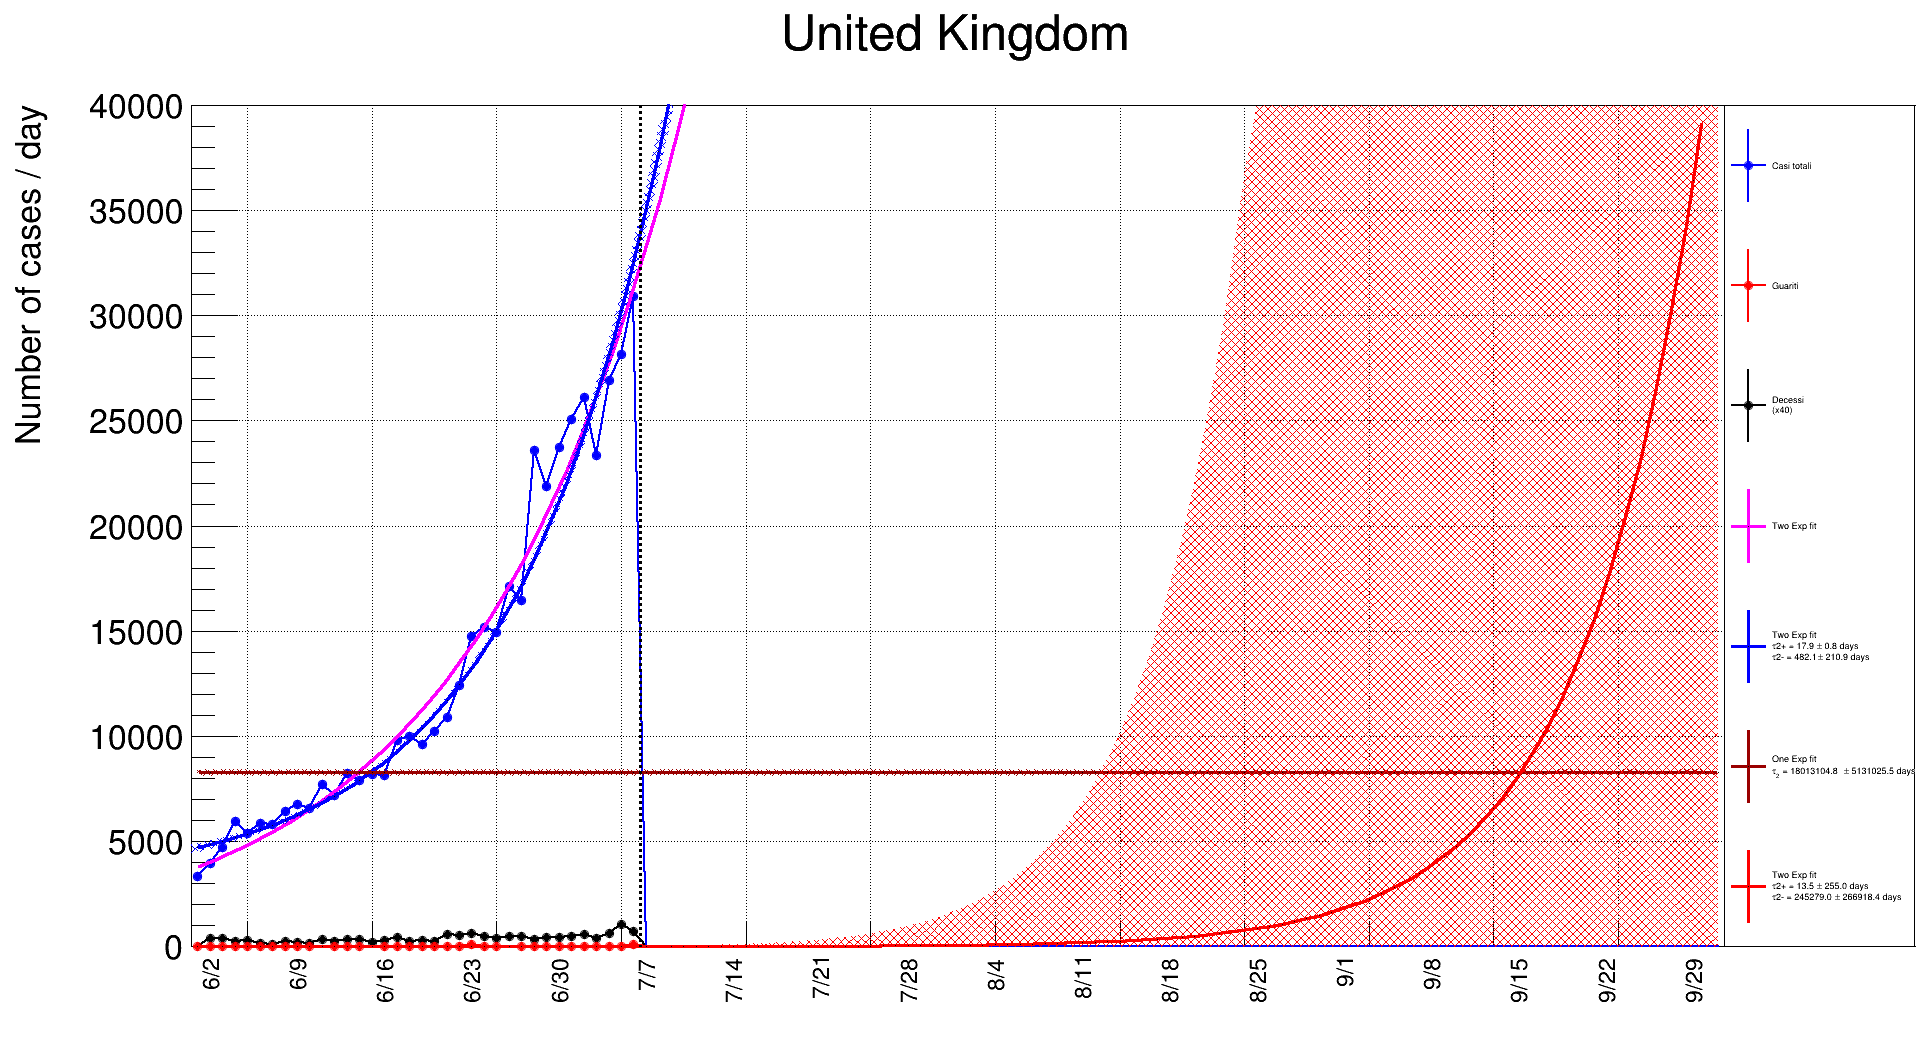 United Kingdom
Number of cases / day
40000
35000
30000
25000
20000
15000
10000
5000
0
6/2
6/9
6/16
6/23
6/30
7/7
7/14
7/21
7/28
8/4
8/11
8/18
8/25
9/1
9/8
9/15
9/22
9/29
Casi totali
Guariti
Decessi
(x40)
Two Exp fit
Two Exp fit
τ2+ = 17.9 ± 0.8 days
τ2- = 482.1 ± 210.9 days
One Exp fit
τ₂ = 18013104.8 ± 5131025.5 days
Two Exp fit
τ2+ = 13.5 ± 255.0 days
τ2- = 245279.0 ± 266918.4 days